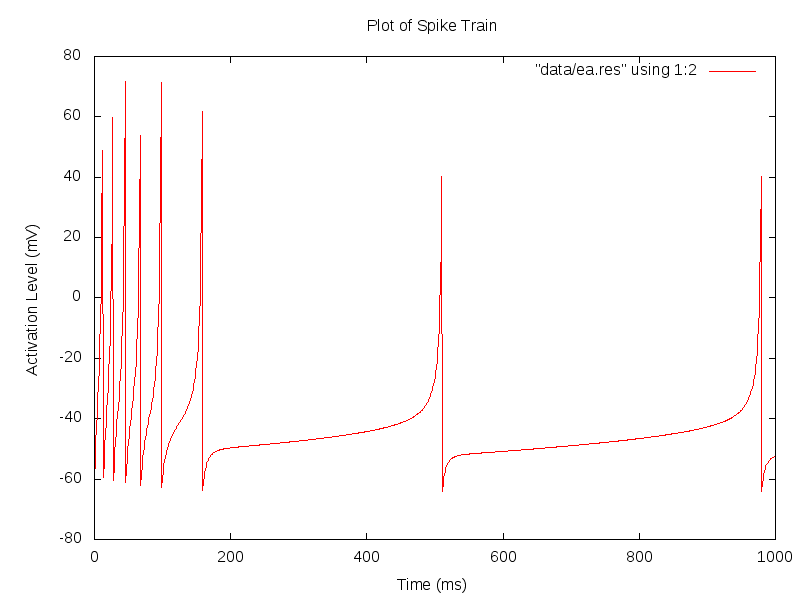 Plot of Spike Train
"data/ea.res" using 1:2
80
60
40
20
0
-20
-40
-60
-80
Activation Level (mV)
0 200 400 600 800 1000
Time (ms)